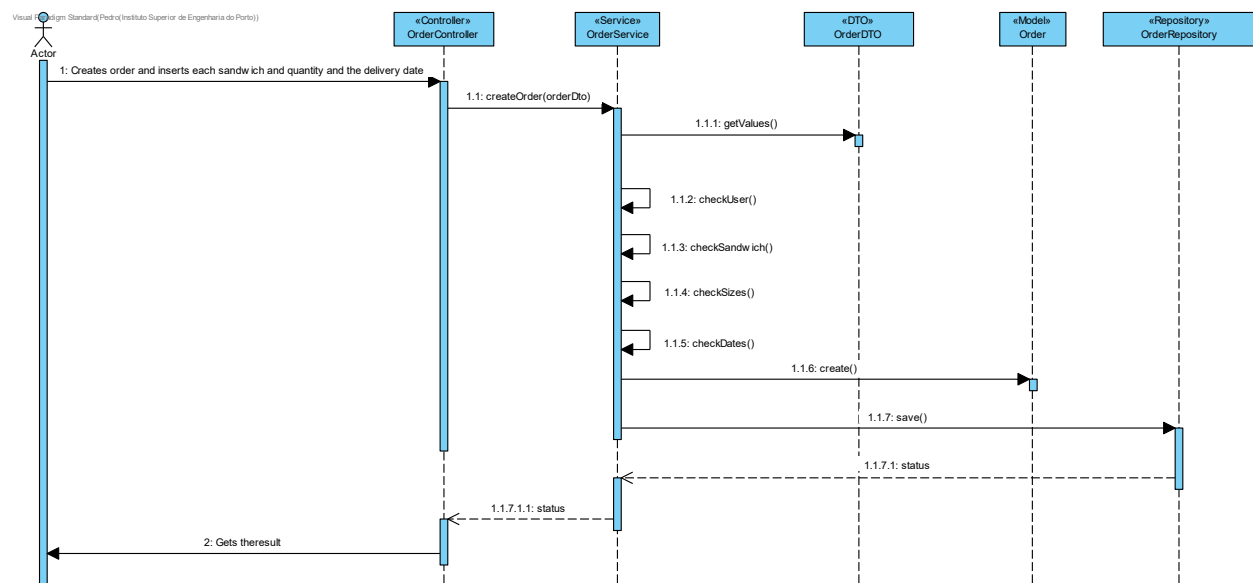 Visual Paradigm Standard(Pedro(Instituto Superior de Engenharia do Porto))
Actor
«Controller»
OrderController
«Service»
OrderService
«DTO»
OrderDTO
«Model»
Order
«Repository»
OrderRepository
1: Creates order and inserts each sandwich and quantity and the delivery date
1.1: createOrder(orderDto)
1.1.1: getValues()
1.1.2: checkUser()
1.1.3: checkSandwich()
1.1.4: checkSizes()
1.1.5: checkDates()
1.1.6: create()
1.1.7: save()
1.1.7.1: status
1.1.7.1.1: status
2: Gets theresult